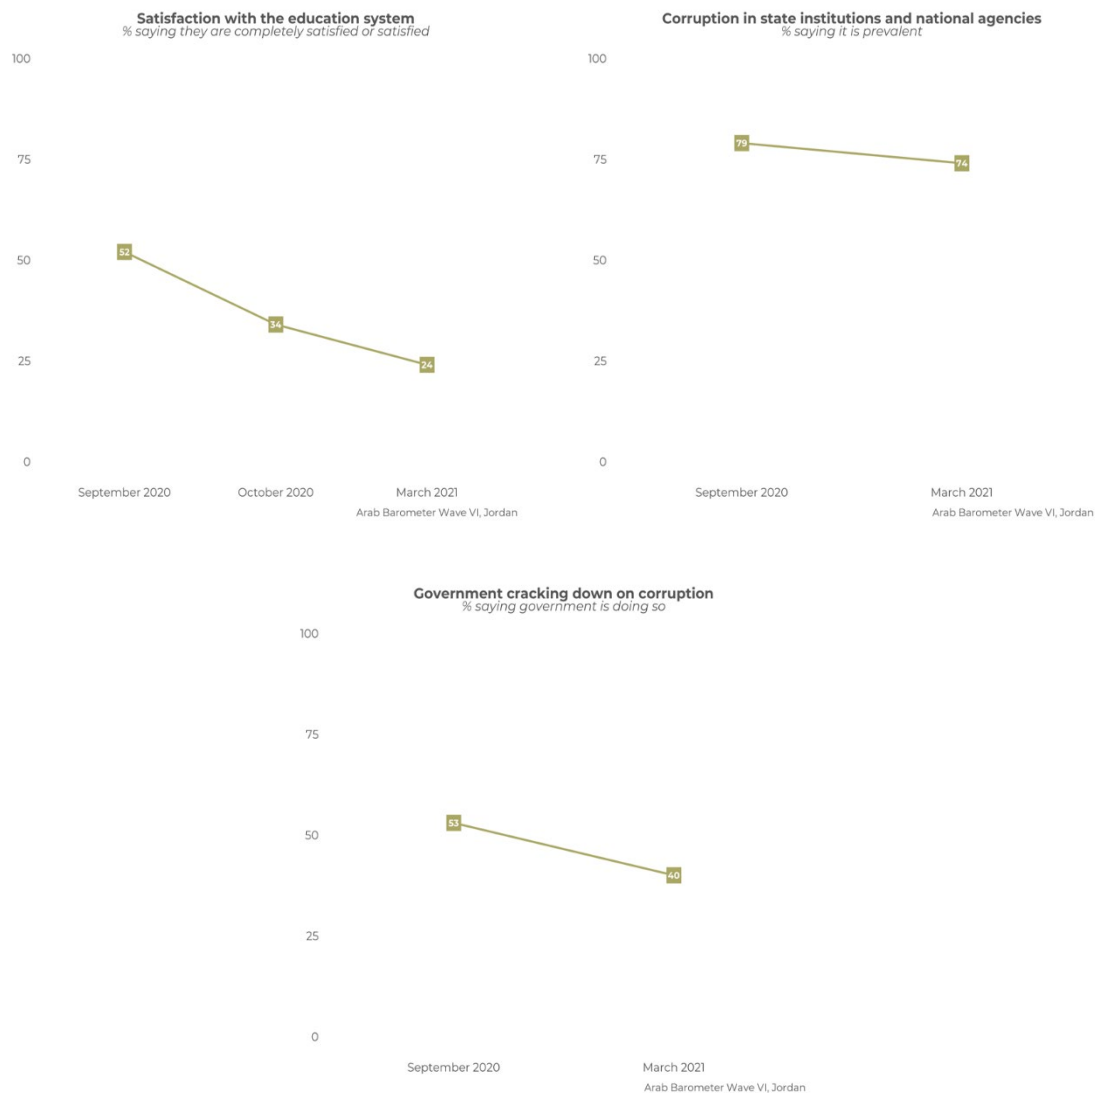 Satisfaction with the education system
% saying they are completely satisfied or satisfied
100
75
50
25
0
52
34
24
September 2020 October 2020 March 2021
Arab Barometer Wave VI, Jordan
Corruption in state institutions and national agencies
% saying it is prevalent
100
75
50
25
0
79
74
September 2020 March 2021
Arab Barometer Wave VI, Jordan
Government cracking down on corruption
% saying government is doing so
100
75
50
25
0
53
40
September 2020 March 2021
Arab Barometer Wave VI, Jordan